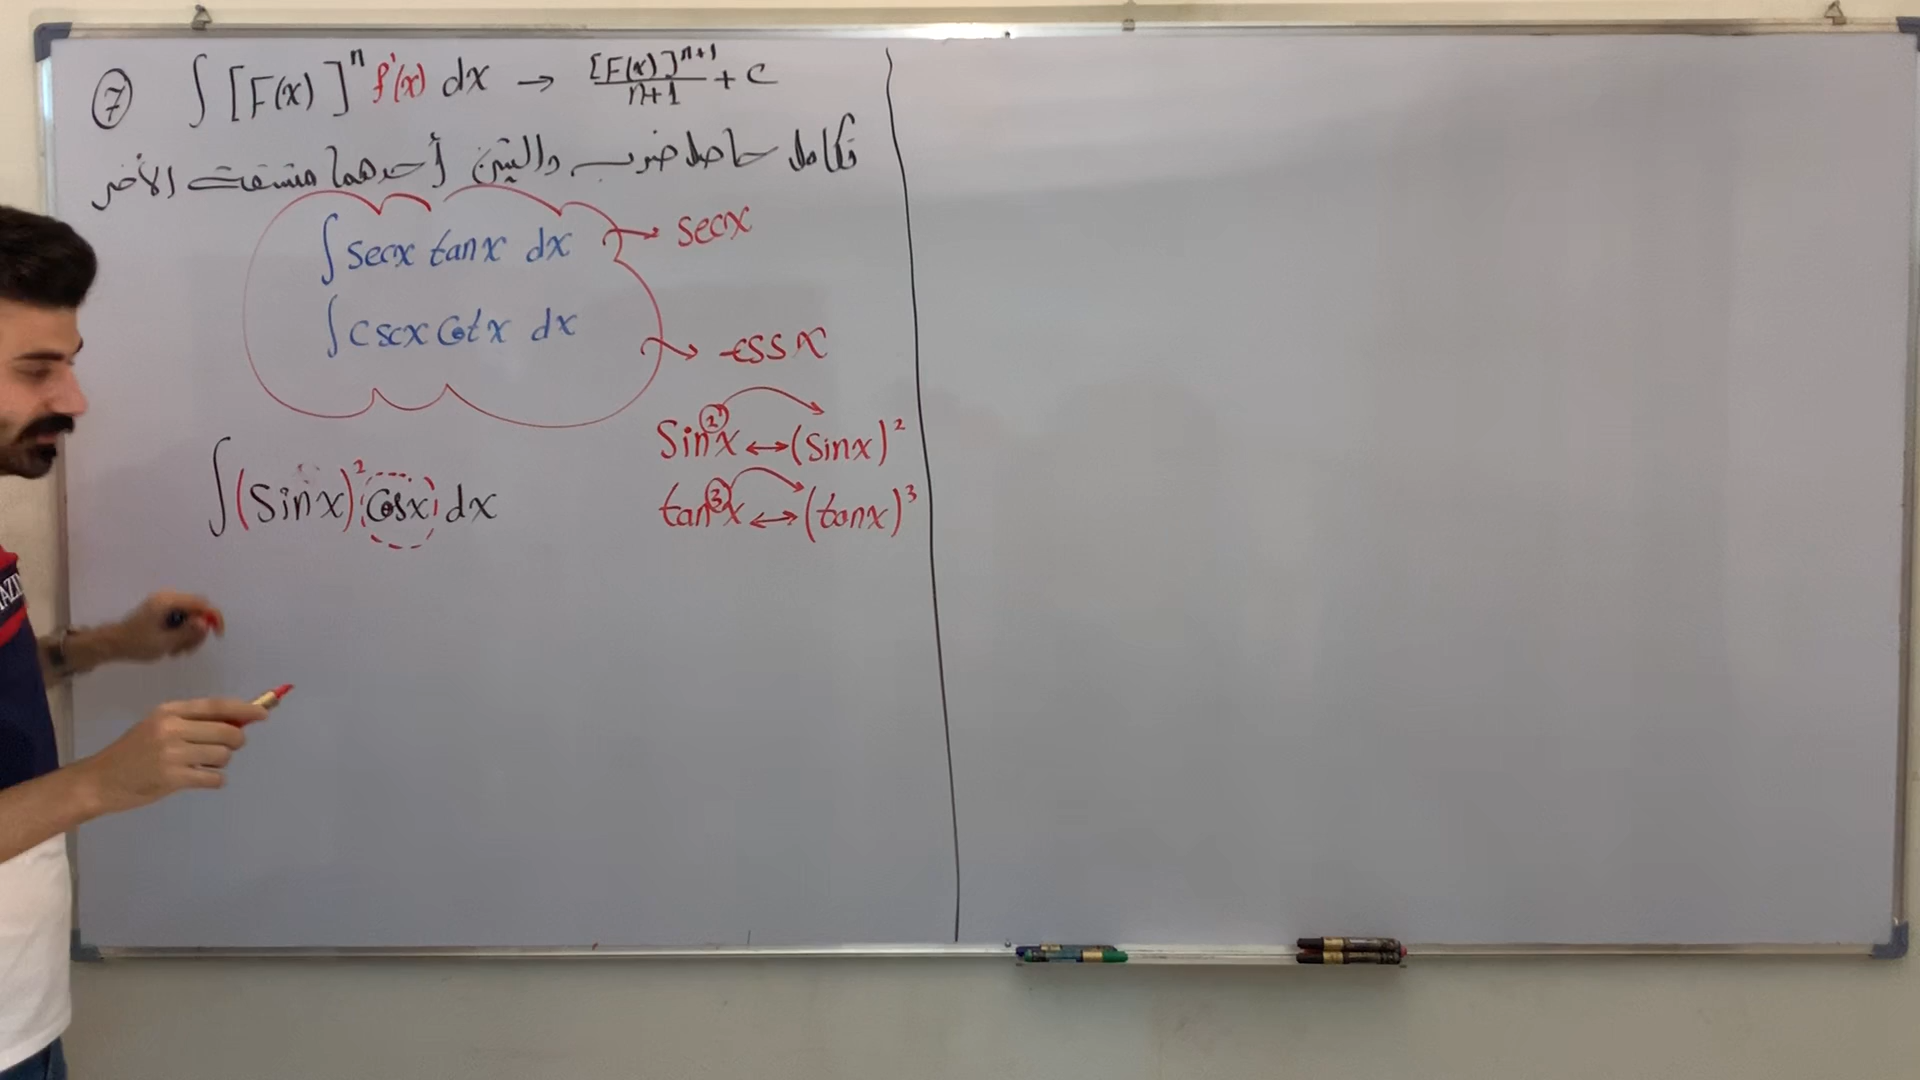 ⑦ ∫ [F(x)]ⁿ f'(x) dx → [F(x)]ⁿ⁺¹/n+1 + c
تكامل حاصل ضرب دالتين أحدهما مشتقت الأخر
∫ secx tanx dx → secx
∫ cscx cotx dx → -cscx
sin²x ↔ (sinx)²
∫ (sinx)² cosx dx
tan³x ↔ (tanx)³